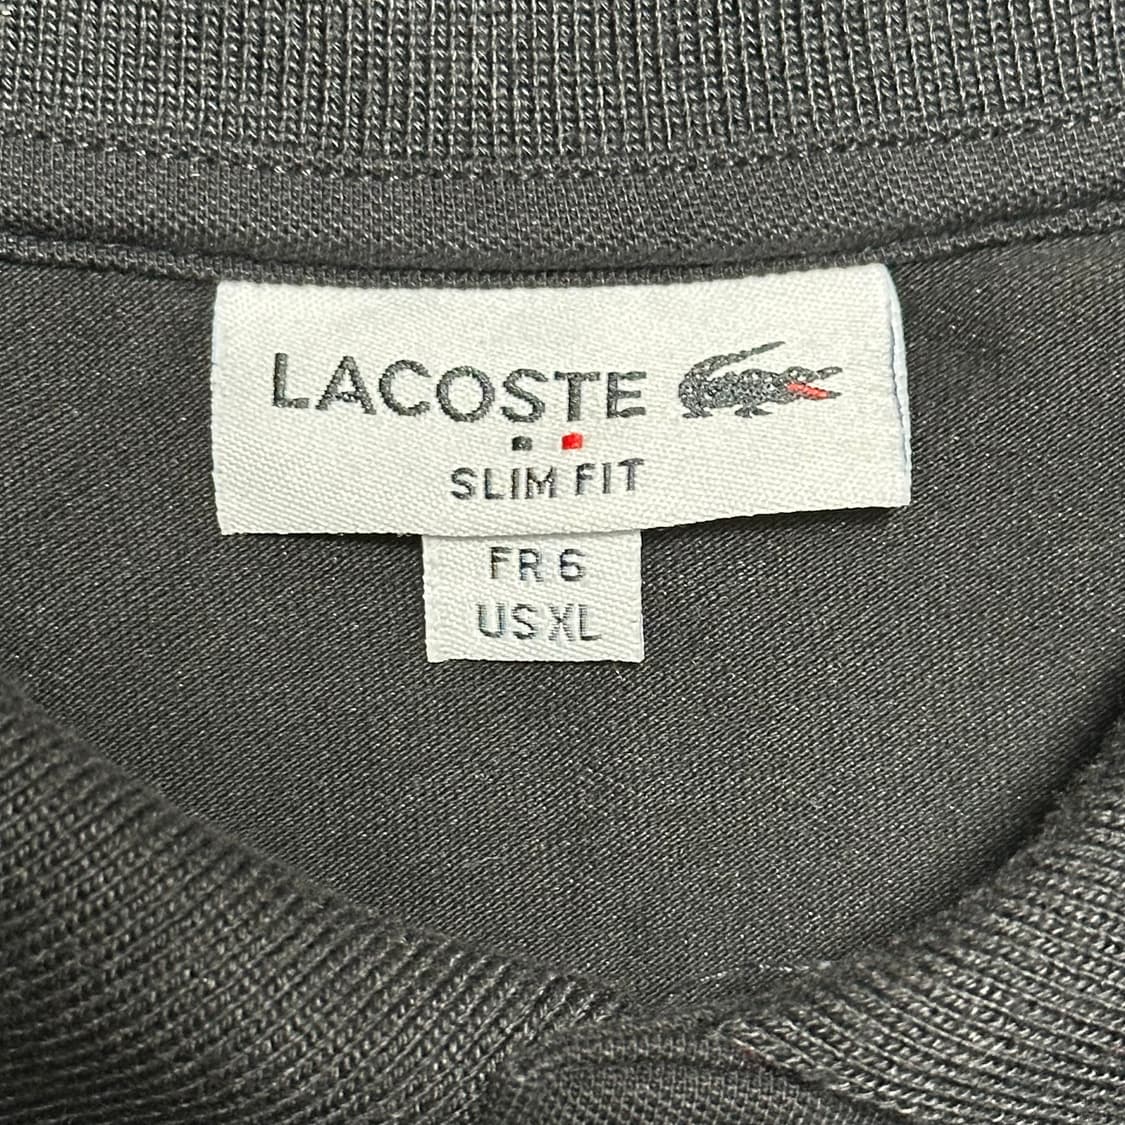 LACOSTE
SLIM FIT
FR 6
US XL